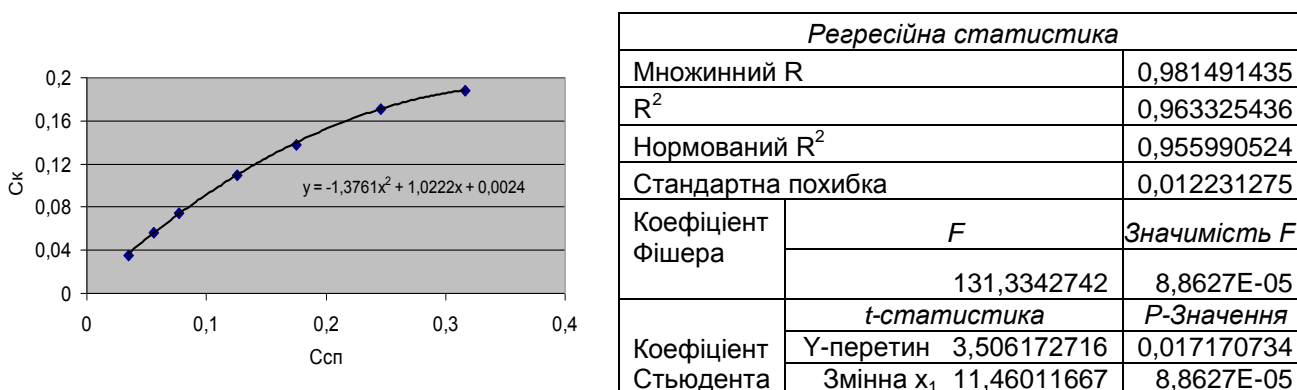 0,2
0,16
0,12
0,08
0,04
0
Ск
y = -1,3761x² + 1,0222x + 0,0024
0 0,1 0,2 0,3 0,4
Ссп
Регресійна статистика
Множинний R 0,981491435
R² 0,963325436
Нормований R² 0,955990524
Стандартна похибка 0,012231275
Коефіцієнт Фішера F Значимість F
131,3342742 8,8627E-05
Коефіцієнт Стьюдента t-статистика P-Значення
Y-перетин 3,506172716 0,017170734
Змінна x₁ 11,46011667 8,8627E-05